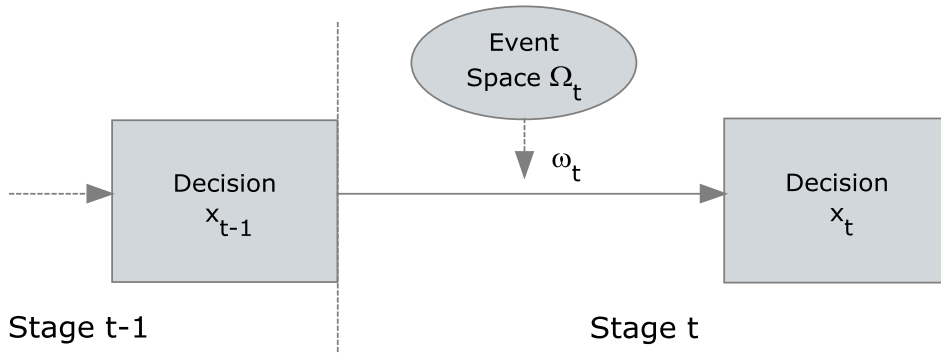 Event
Space Ωt
ωt
Decision
xt-1
Decision
xt
Stage t-1
Stage t